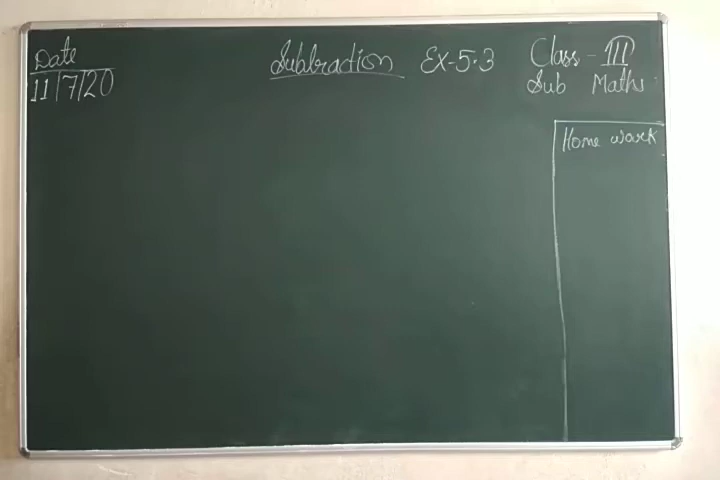 Date
11/7/20
Subtraction Ex-5.3
Class - III
Sub Maths
Home work